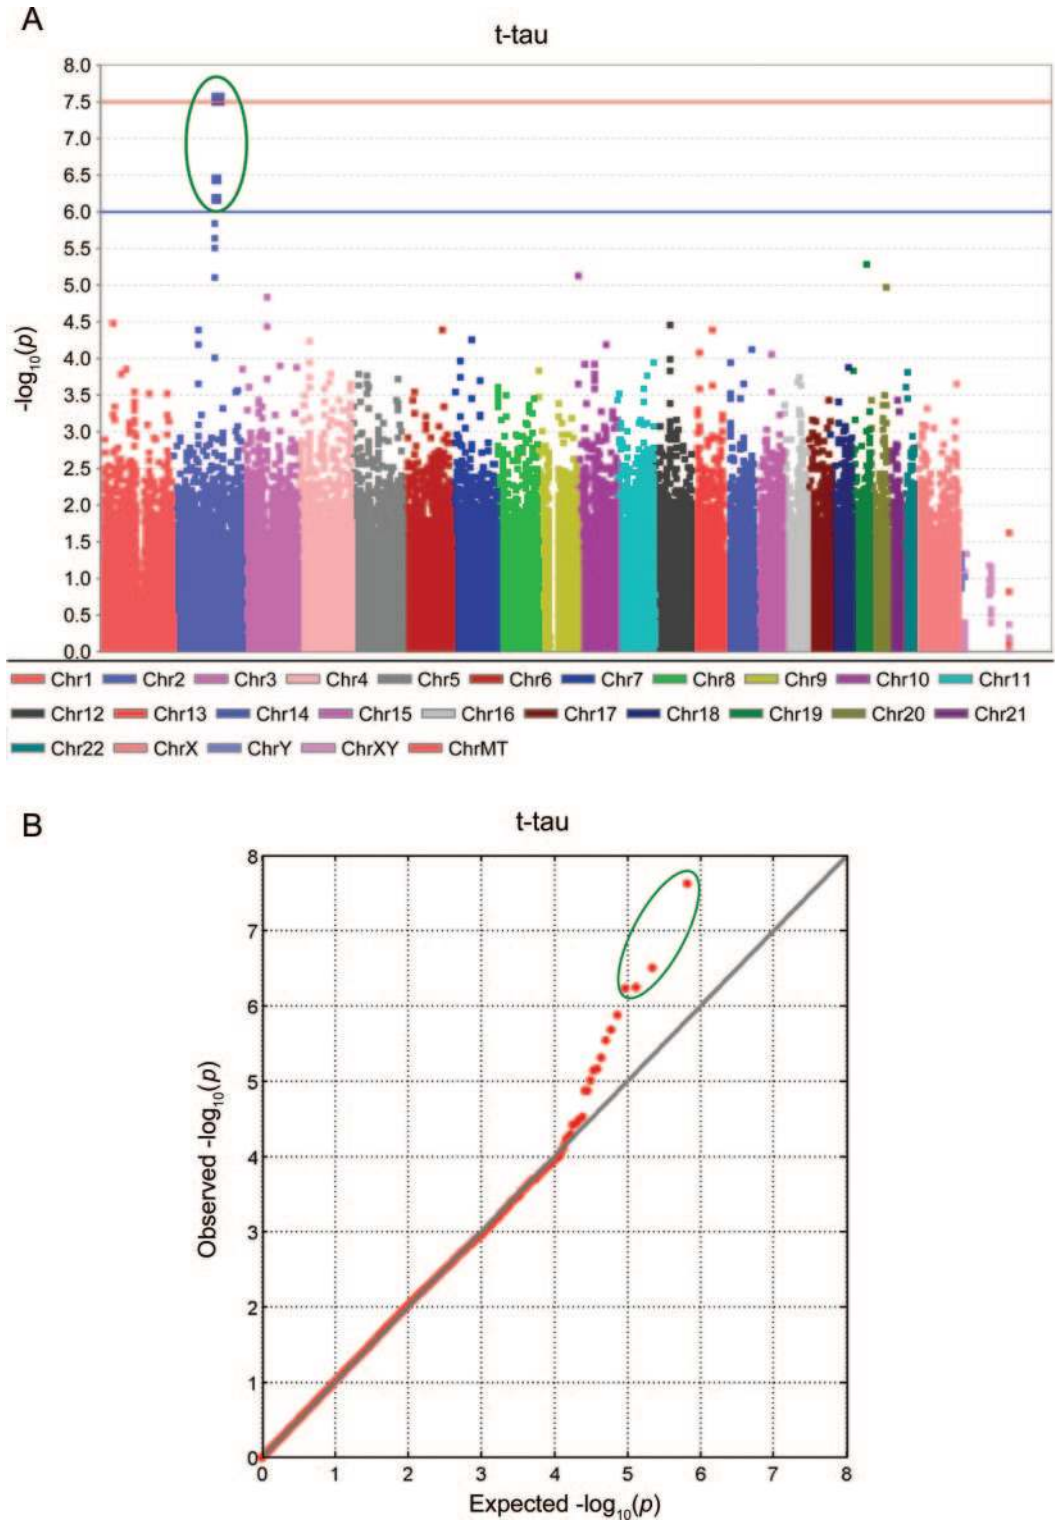 A
t-tau
8.0
7.5
7.0
6.5
6.0
5.5
5.0
4.5
4.0
3.5
3.0
2.5
2.0
1.5
1.0
0.5
0.0
-log10(p)
Chr1 Chr2 Chr3 Chr4 Chr5 Chr6 Chr7 Chr8 Chr9 Chr10 Chr11
Chr12 Chr13 Chr14 Chr15 Chr16 Chr17 Chr18 Chr19 Chr20 Chr21
Chr22 ChrX ChrY ChrXY ChrMT
B
t-tau
8
7
6
5
4
3
2
1
0
Observed -log10(p)
0 1 2 3 4 5 6 7 8
Expected -log10(p)